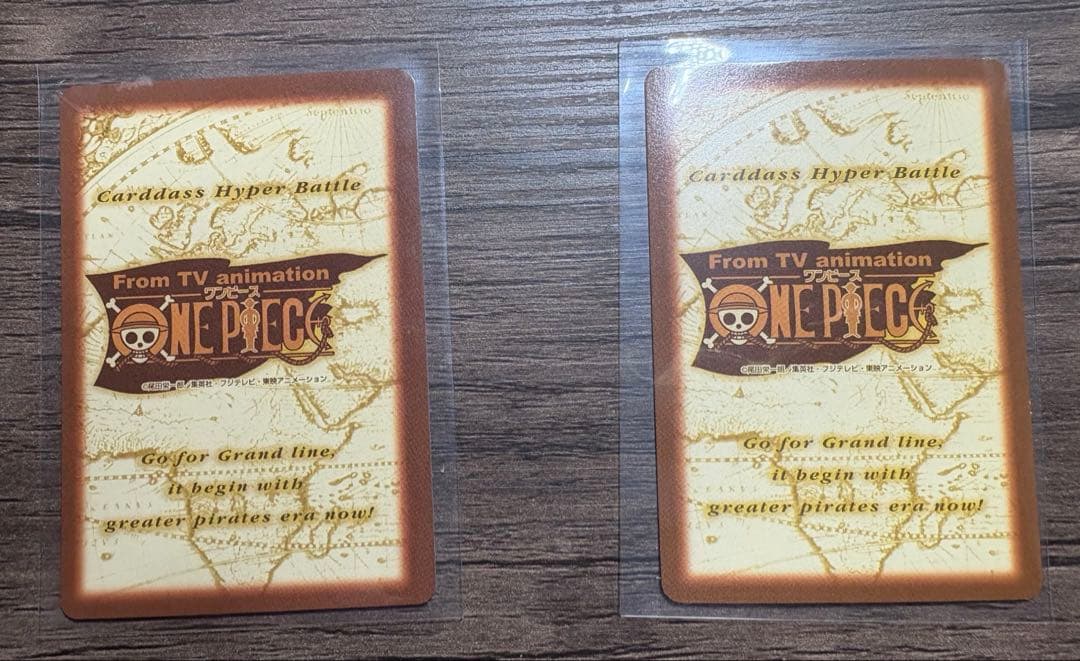 Septentrio
Carddass Hyper Battle
From TV animation
ワンピース
ONE PIECE
©尾田栄一郎／集英社・フジテレビ・東映アニメーション
Go for Grand line,
it begin with
greater pirates era now!
Septentrio
Carddass Hyper Battle
From TV animation
ワンピース
ONE PIECE
©尾田栄一郎／集英社・フジテレビ・東映アニメーション
Go for Grand line,
it begin with
greater pirates era now!